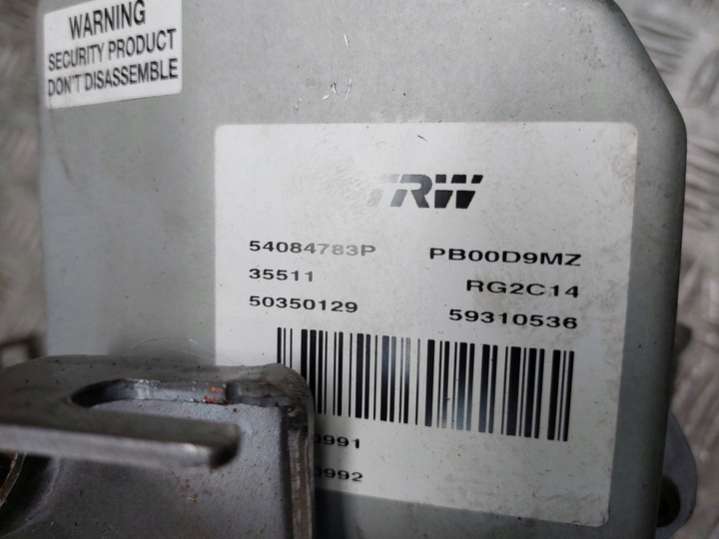 WARNING
SECURITY PRODUCT
DON'T DISASSEMBLE
TRW
54084783P PB00D9MZ
35511 RG2C14
50350129 59310536